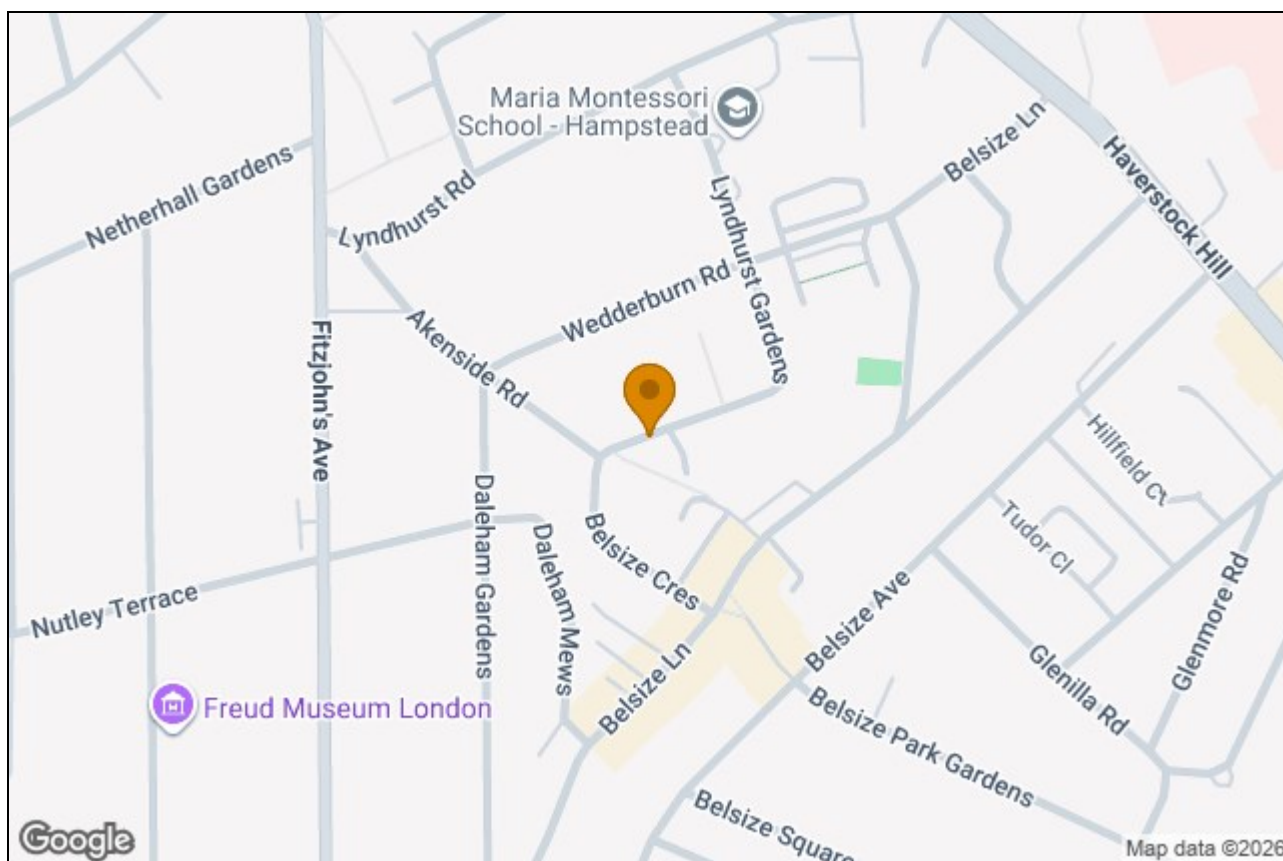 Maria Montessori
School - Hampstead
Belsize Ln
Haverstock Hill
Netherhall Gardens
Lyndhurst Rd
Lyndhurst Gardens
Wedderburn Rd
Akenside Rd
Fitzjohn's Ave
Hillfield Ct
Tudor Cl
Daleham Gardens
Daleham Mews
Belsize Cres
Nutley Terrace
Belsize Ave
Glenmore Rd
Glenilla Rd
Freud Museum London
Belsize Ln
Belsize Park Gardens
Belsize Square
Google
Map data ©2026